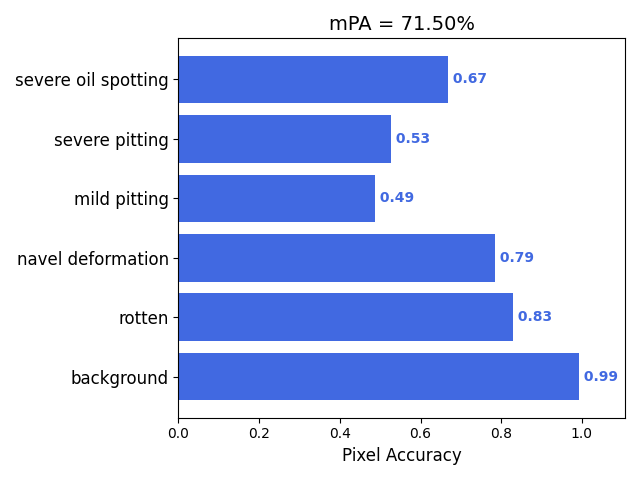 mPA = 71.50%
severe oil spotting 0.67
severe pitting 0.53
mild pitting 0.49
navel deformation 0.79
rotten 0.83
background 0.99
0.0 0.2 0.4 0.6 0.8 1.0
Pixel Accuracy